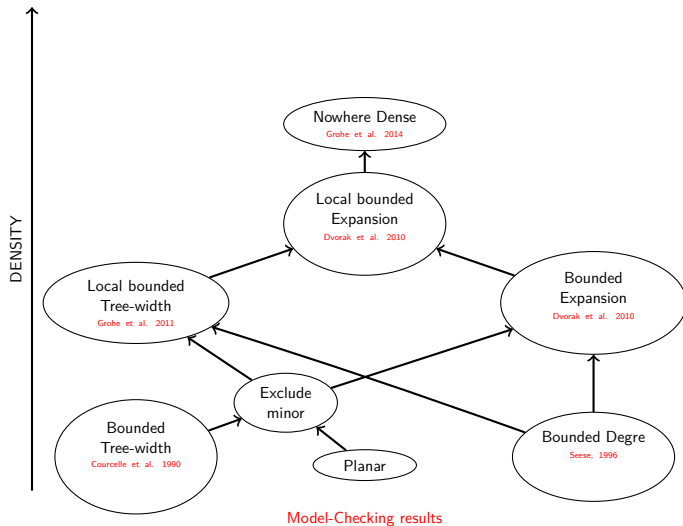 DENSITY
Nowhere Dense
Grohe et al. 2014
Local bounded
Expansion
Dvorak et al. 2010
Local bounded
Tree-width
Grohe et al. 2011
Bounded
Expansion
Dvorak et al. 2010
Exclude
minor
Bounded
Tree-width
Courcelle et al. 1990
Planar
Bounded Degre
Seese, 1996
Model-Checking results